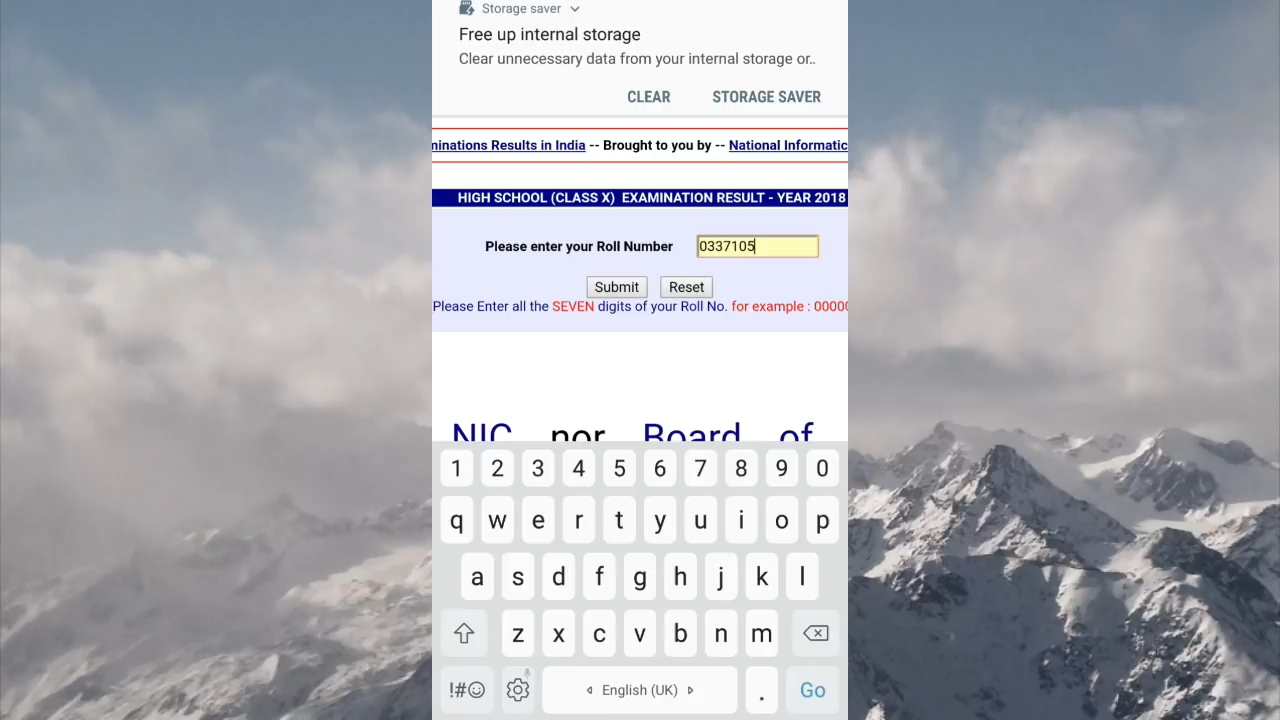 Storage saver
Free up internal storage
Clear unnecessary data from your internal storage or..
CLEAR STORAGE SAVER
minations Results in India -- Brought to you by -- National Informatic
HIGH SCHOOL (CLASS X) EXAMINATION RESULT - YEAR 2018
Please enter your Roll Number 0337105
Submit Reset
Please Enter all the SEVEN digits of your Roll No. for example : 00000
NIC nor Board of
1 2 3 4 5 6 7 8 9 0
q w e r t y u i o p
a s d f g h j k l
z x c v b n m
!#☺ English (UK) . Go